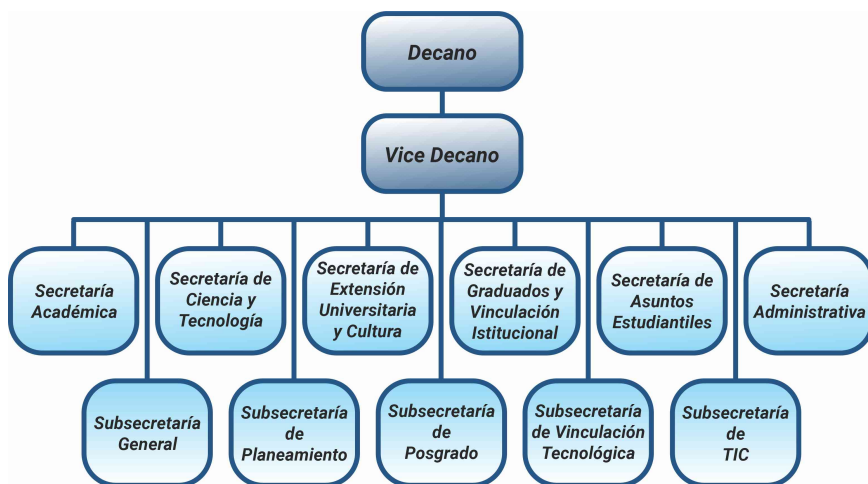 Decano
Vice Decano
Secretaría
Académica
Secretaría de
Ciencia y
Tecnología
Secretaría de
Extensión
Universitaria
y Cultura
Secretaría de
Graduados y
Vinculación
Istitucional
Secretaría de
Asuntos
Estudiantiles
Secretaría
Administrativa
Subsecretaría
General
Subsecretaría
de
Planeamiento
Subsecretaría
de
Posgrado
Subsecretaría
de Vinculación
Tecnológica
Subsecretaría
de
TIC